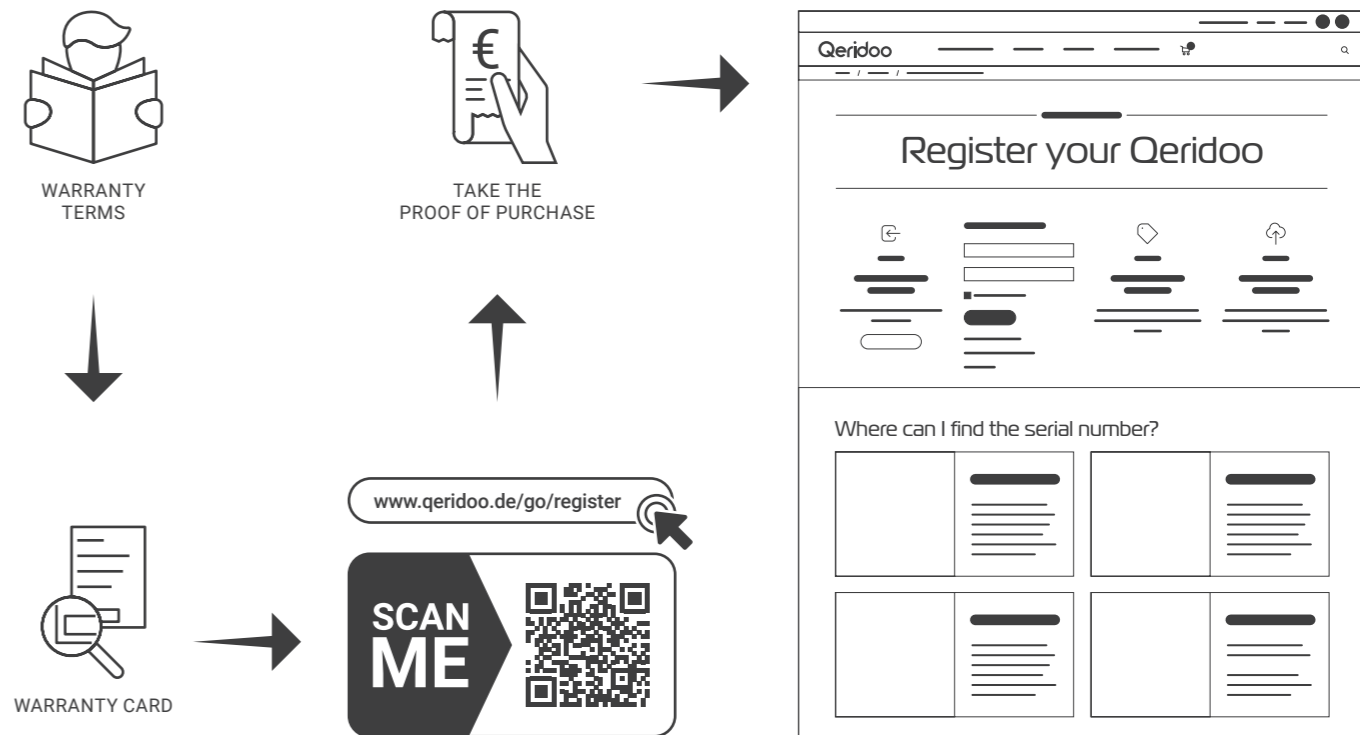 WARRANTY
TERMS
WARRANTY CARD
www.qeridoo.de/go/register
SCAN
ME
€
TAKE THE
PROOF OF PURCHASE
Qeridoo
Register your Qeridoo
Where can I find the serial number?